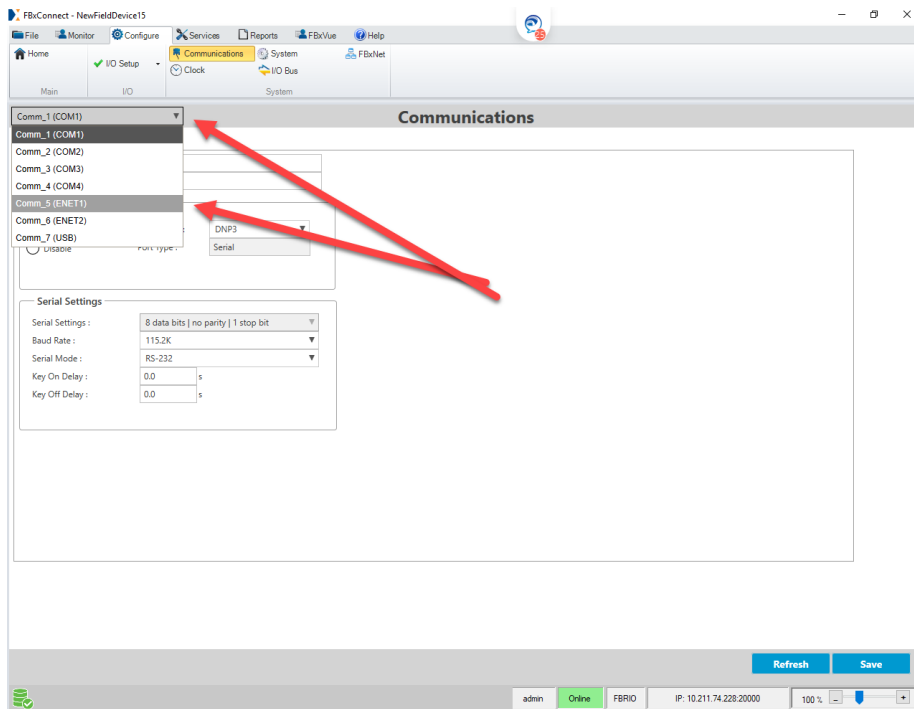 FBxConnect - NewFieldDevice15
25
File Monitor Configure Services Reports FBxVue Help
Home I/O Setup Communications System FBxNet
Clock I/O Bus
Main I/O System
Comm_1 (COM1) Communications
Comm_1 (COM1)
Comm_2 (COM2)
Comm_3 (COM3)
Comm_4 (COM4)
Comm_5 (ENET1)
Comm_6 (ENET2)
: DNP3
Comm_7 (USB)
Disable Port Type : Serial
Serial Settings
Serial Settings : 8 data bits | no parity | 1 stop bit
Baud Rate : 115.2K
Serial Mode : RS-232
Key On Delay : 0.0 s
Key Off Delay : 0.0 s
Refresh Save
admin Online FBRIO IP: 10.211.74.228:20000 100 % - +